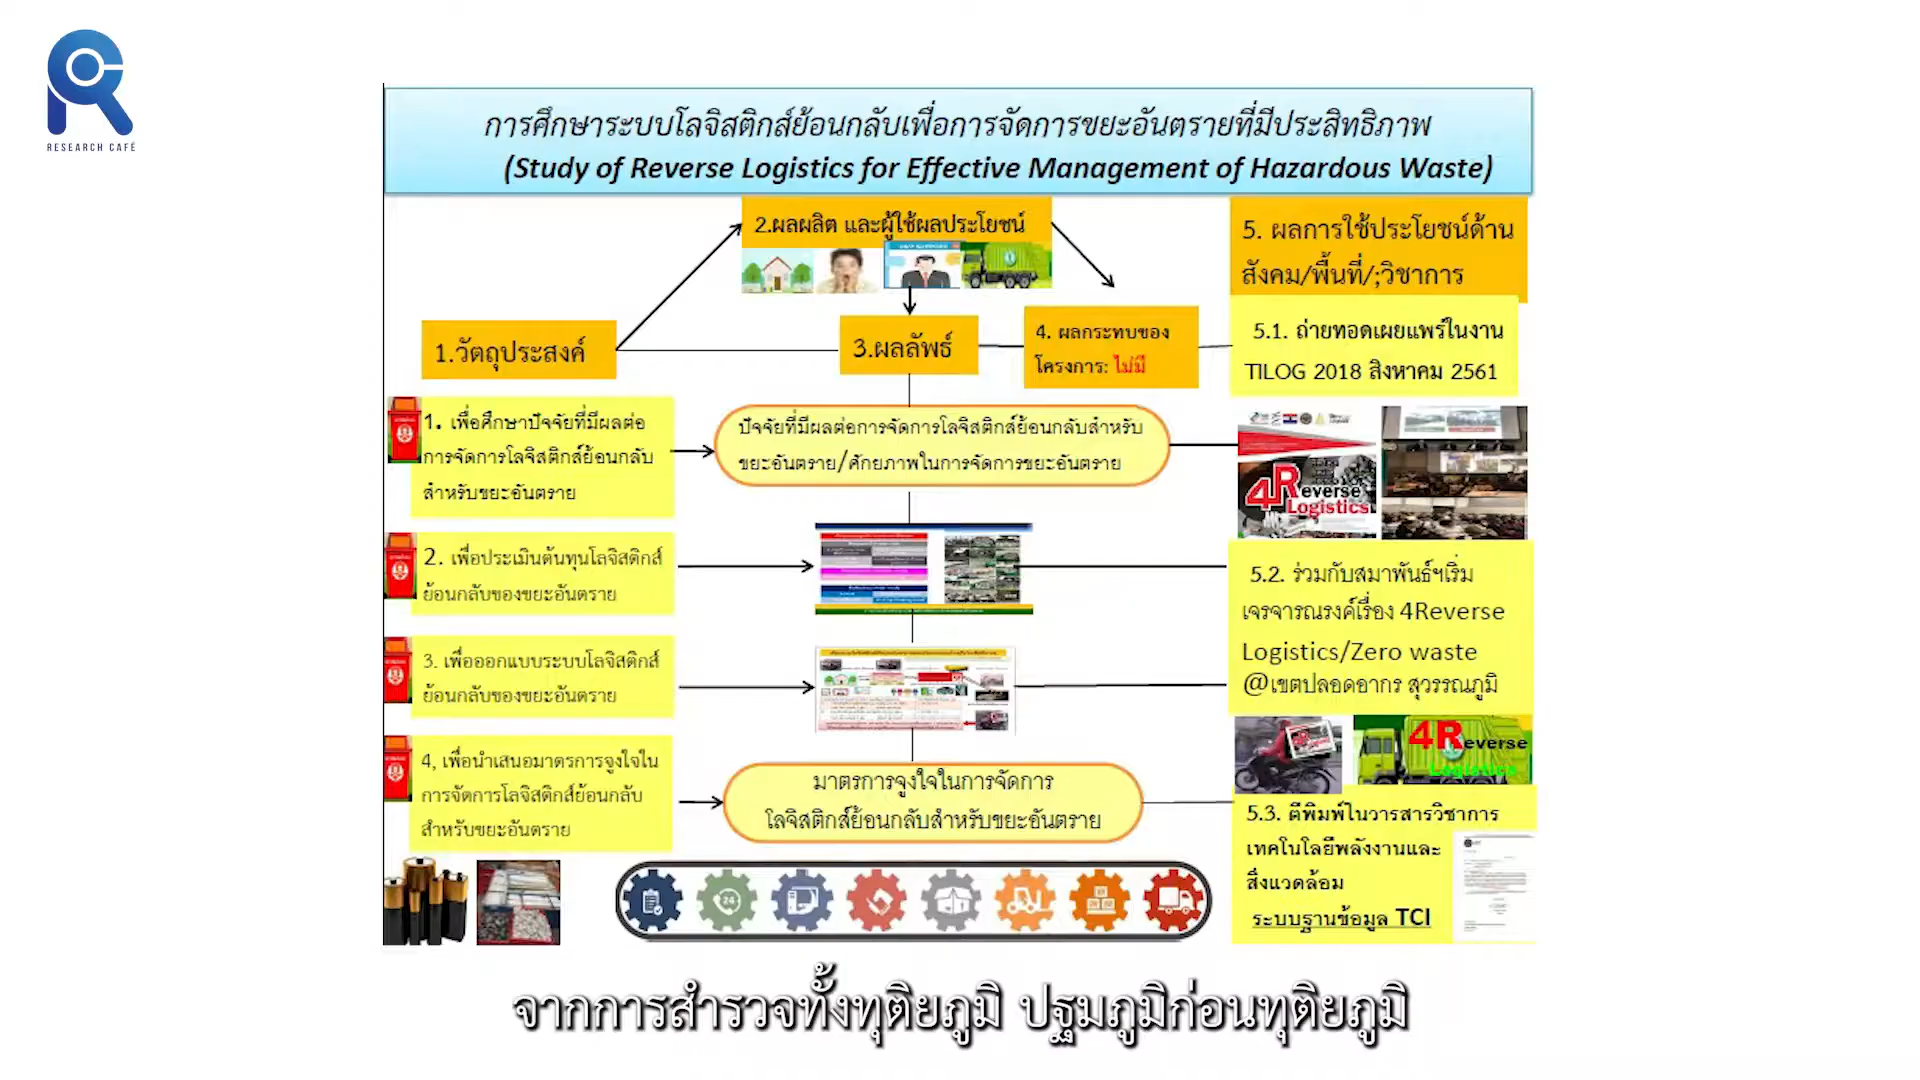 RESEARCH CAFÉ
การศึกษาระบบโลจิสติกส์ย้อนกลับเพื่อการจัดการขยะอันตรายที่มีประสิทธิภาพ
(Study of Reverse Logistics for Effective Management of Hazardous Waste)
2.ผลผลิต และผู้ใช้ผลประโยชน์
1.วัตถุประสงค์
3.ผลลัพธ์
4. ผลกระทบของ
โครงการ: ไม่มี
5. ผลการใช้ประโยชน์ด้าน
สังคม/พื้นที่/;วิชาการ
5.1. ถ่ายทอดเผยแพร่ในงาน
TILOG 2018 สิงหาคม 2561
1. เพื่อศึกษาปัจจัยที่มีผลต่อ
การจัดการโลจิสติกส์ย้อนกลับ
สำหรับขยะอันตราย
ปัจจัยที่มีผลต่อการจัดการโลจิสติกส์ย้อนกลับสำหรับ
ขยะอันตราย/ศักยภาพในการจัดการขยะอันตราย
4Reverse
Logistics
2. เพื่อประเมินต้นทุนโลจิสติกส์
ย้อนกลับของขยะอันตราย
5.2. ร่วมกับสมาพันธ์ฯเริ่ม
เจรจารณรงค์เรื่อง 4Reverse
Logistics/Zero waste
@เขตปลอดอากร สุวรรณภูมิ
3. เพื่อออกแบบระบบโลจิสติกส์
ย้อนกลับของขยะอันตราย
4Reverse
Logistics
4, เพื่อนำเสนอมาตรการจูงใจใน
การจัดการโลจิสติกส์ย้อนกลับ
สำหรับขยะอันตราย
มาตรการจูงใจในการจัดการ
โลจิสติกส์ย้อนกลับสำหรับขยะอันตราย
5.3. ตีพิมพ์ในวารสารวิชาการ
เทคโนโลยีพลังงานและ
สิ่งแวดล้อม
ระบบฐานข้อมูล TCI
24
จากการสำรวจทั้งทุติยภูมิ ปฐมภูมิก่อนทุติยภูมิ